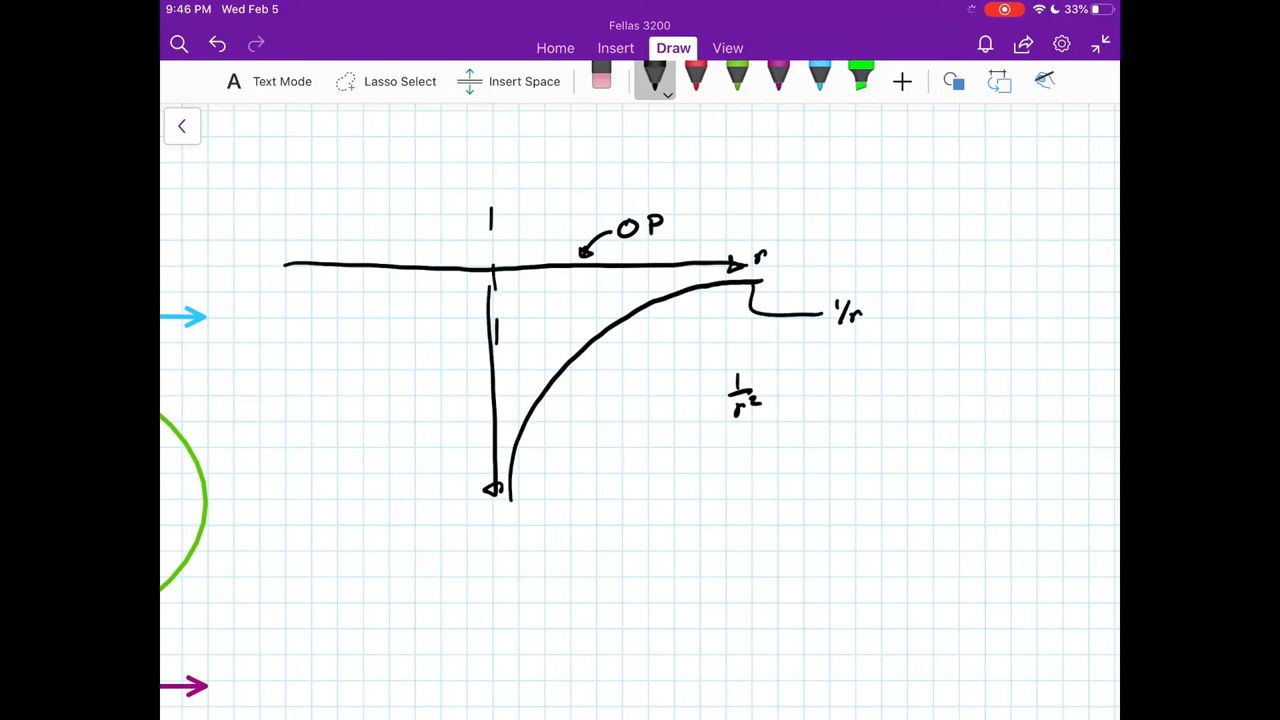 9:46 PM Wed Feb 5
33%
Fellas 3200
Home Insert Draw View
A Text Mode Lasso Select Insert Space
O P
r
1/r
1/r²